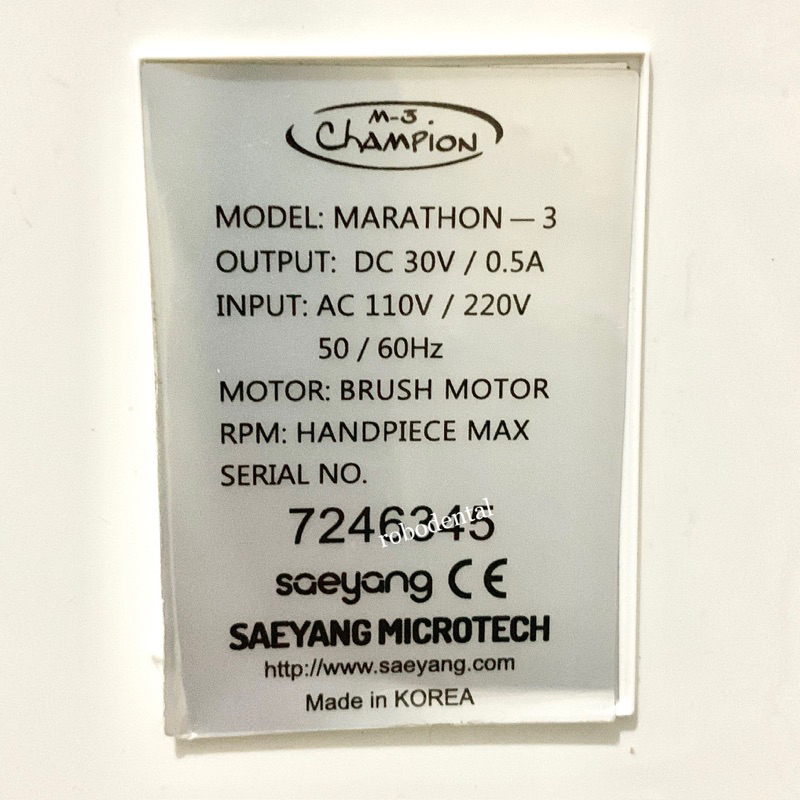 M-3.
CHAMPION
MODEL: MARATHON — 3
OUTPUT: DC 30V / 0.5A
INPUT: AC 110V / 220V
50 / 60Hz
MOTOR: BRUSH MOTOR
RPM: HANDPIECE MAX
SERIAL NO.
7246345
robodental
saeyang CE
SAEYANG MICROTECH
http://www.saeyang.com
Made in KOREA